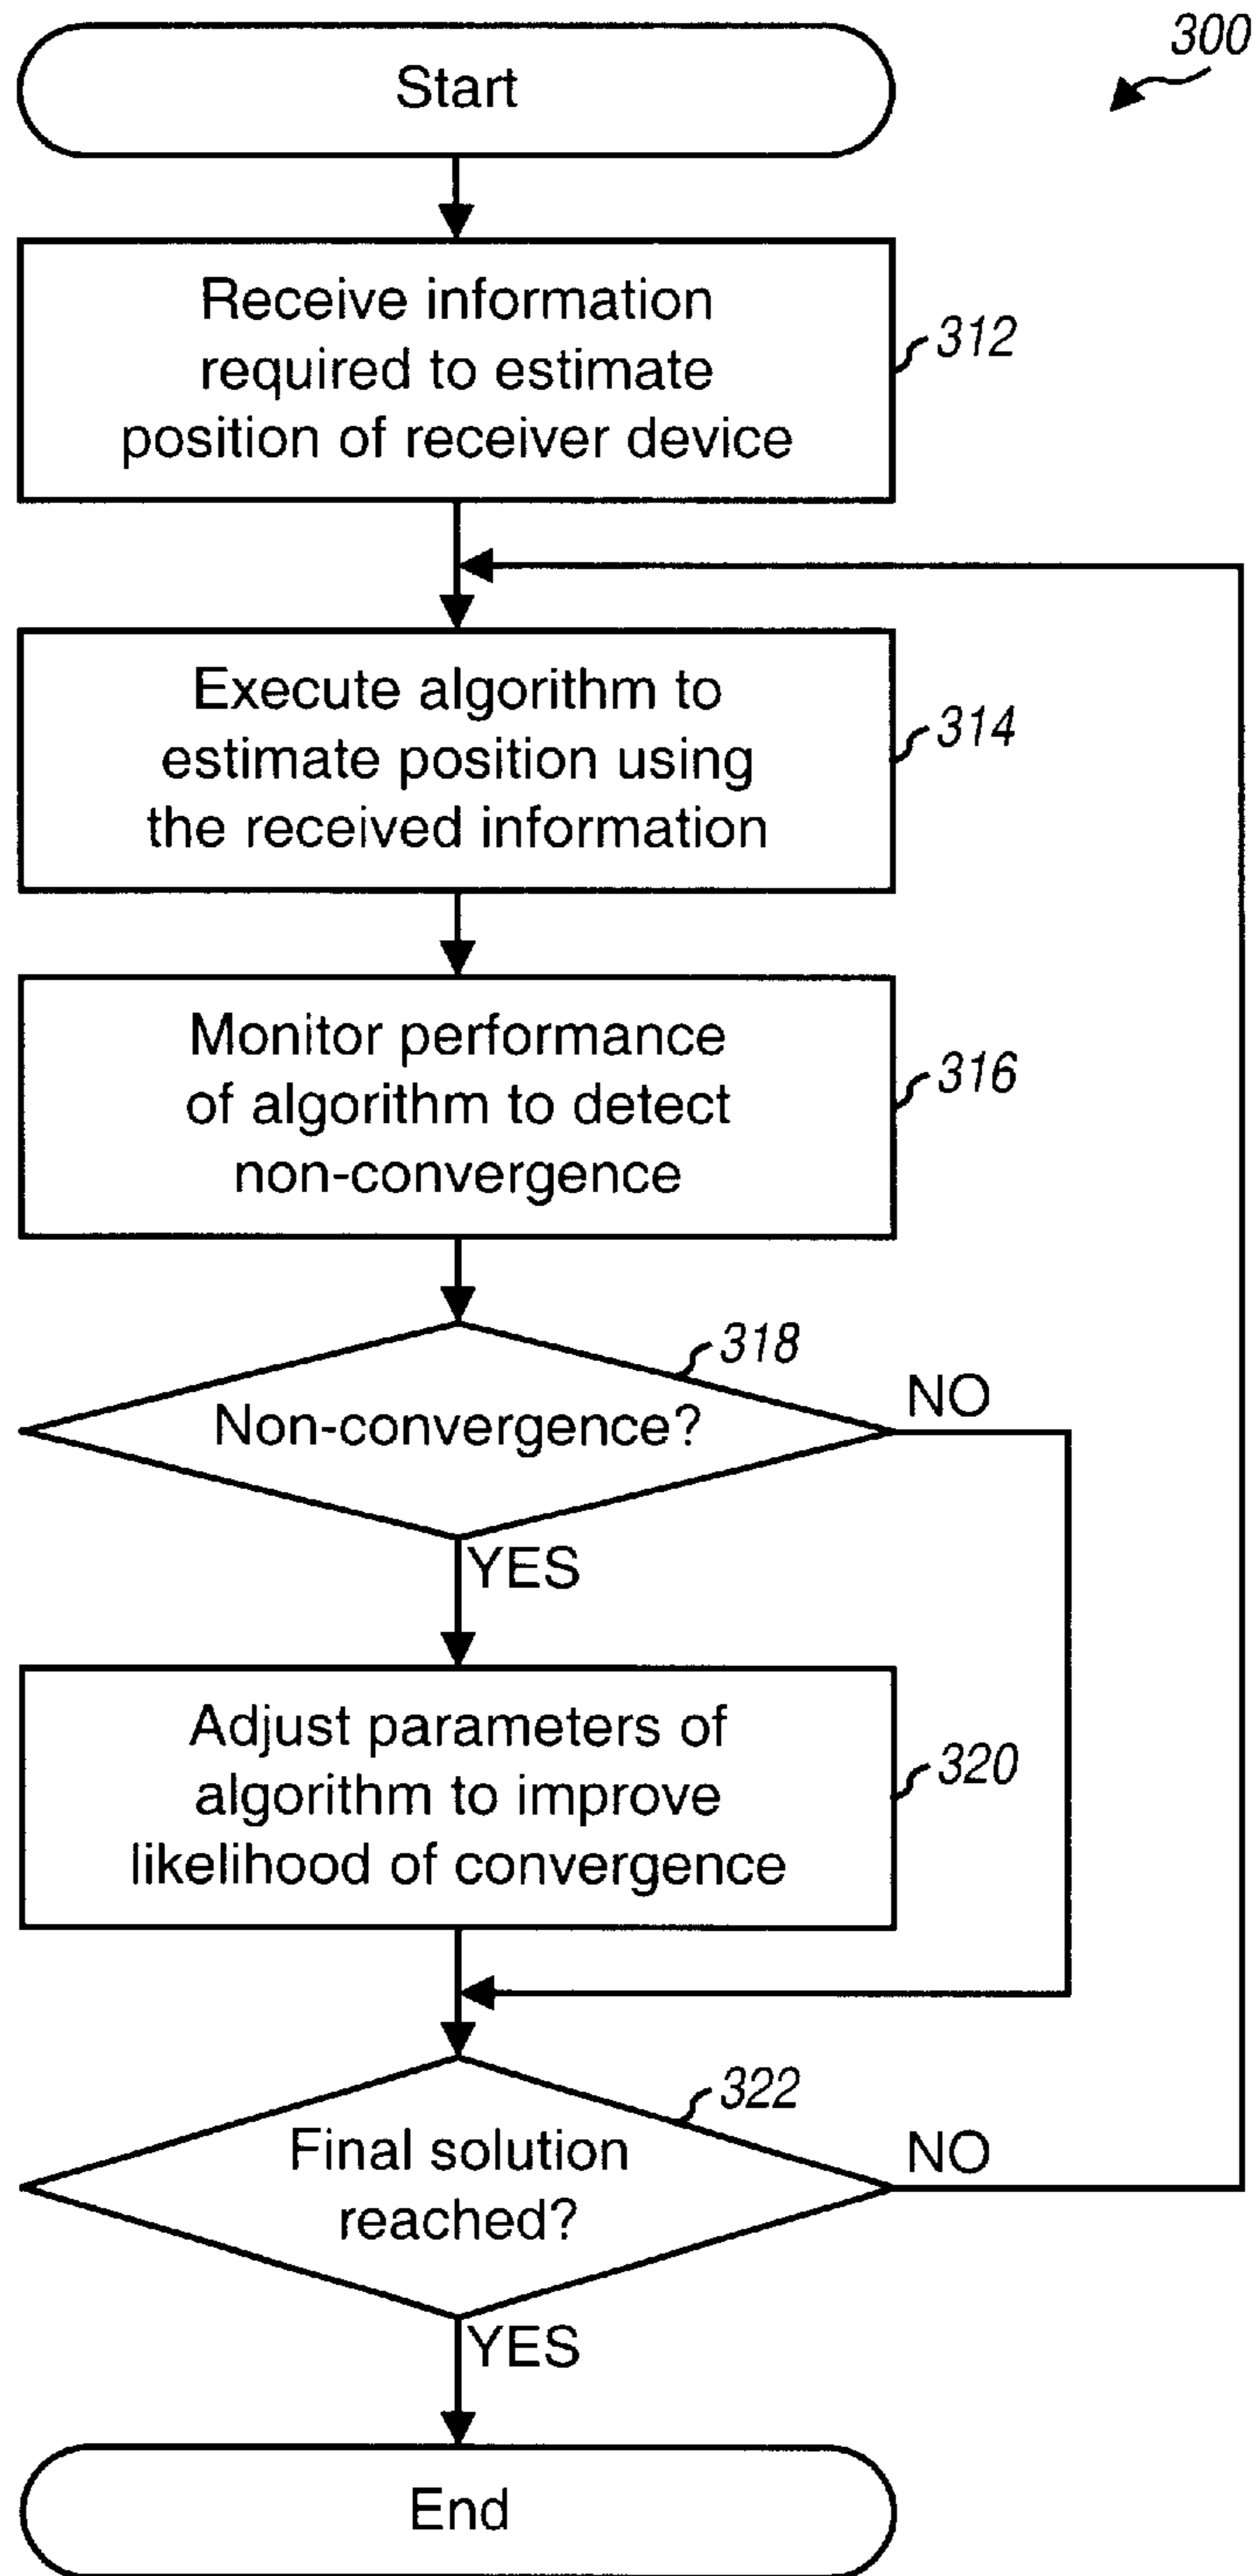 300
Start
Receive information
required to estimate
position of receiver device
312
Execute algorithm to
estimate position using
the received information
314
Monitor performance
of algorithm to detect
non-convergence
316
318
Non-convergence?
NO
YES
Adjust parameters of
algorithm to improve
likelihood of convergence
320
322
Final solution
reached?
NO
YES
End